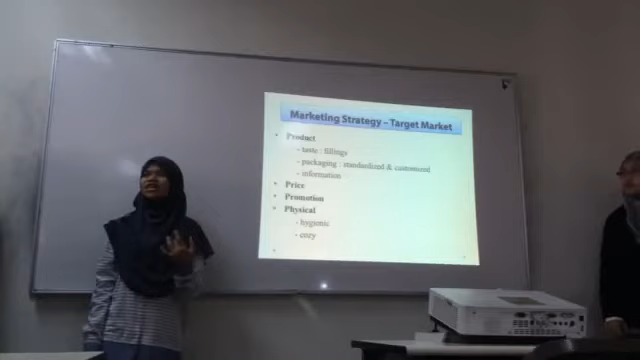 Marketing Strategy – Target Market
• Product
- taste : fillings
- packaging : standardized & customized
- information
• Price
• Promotion
• Physical
- hygienic
- cozy